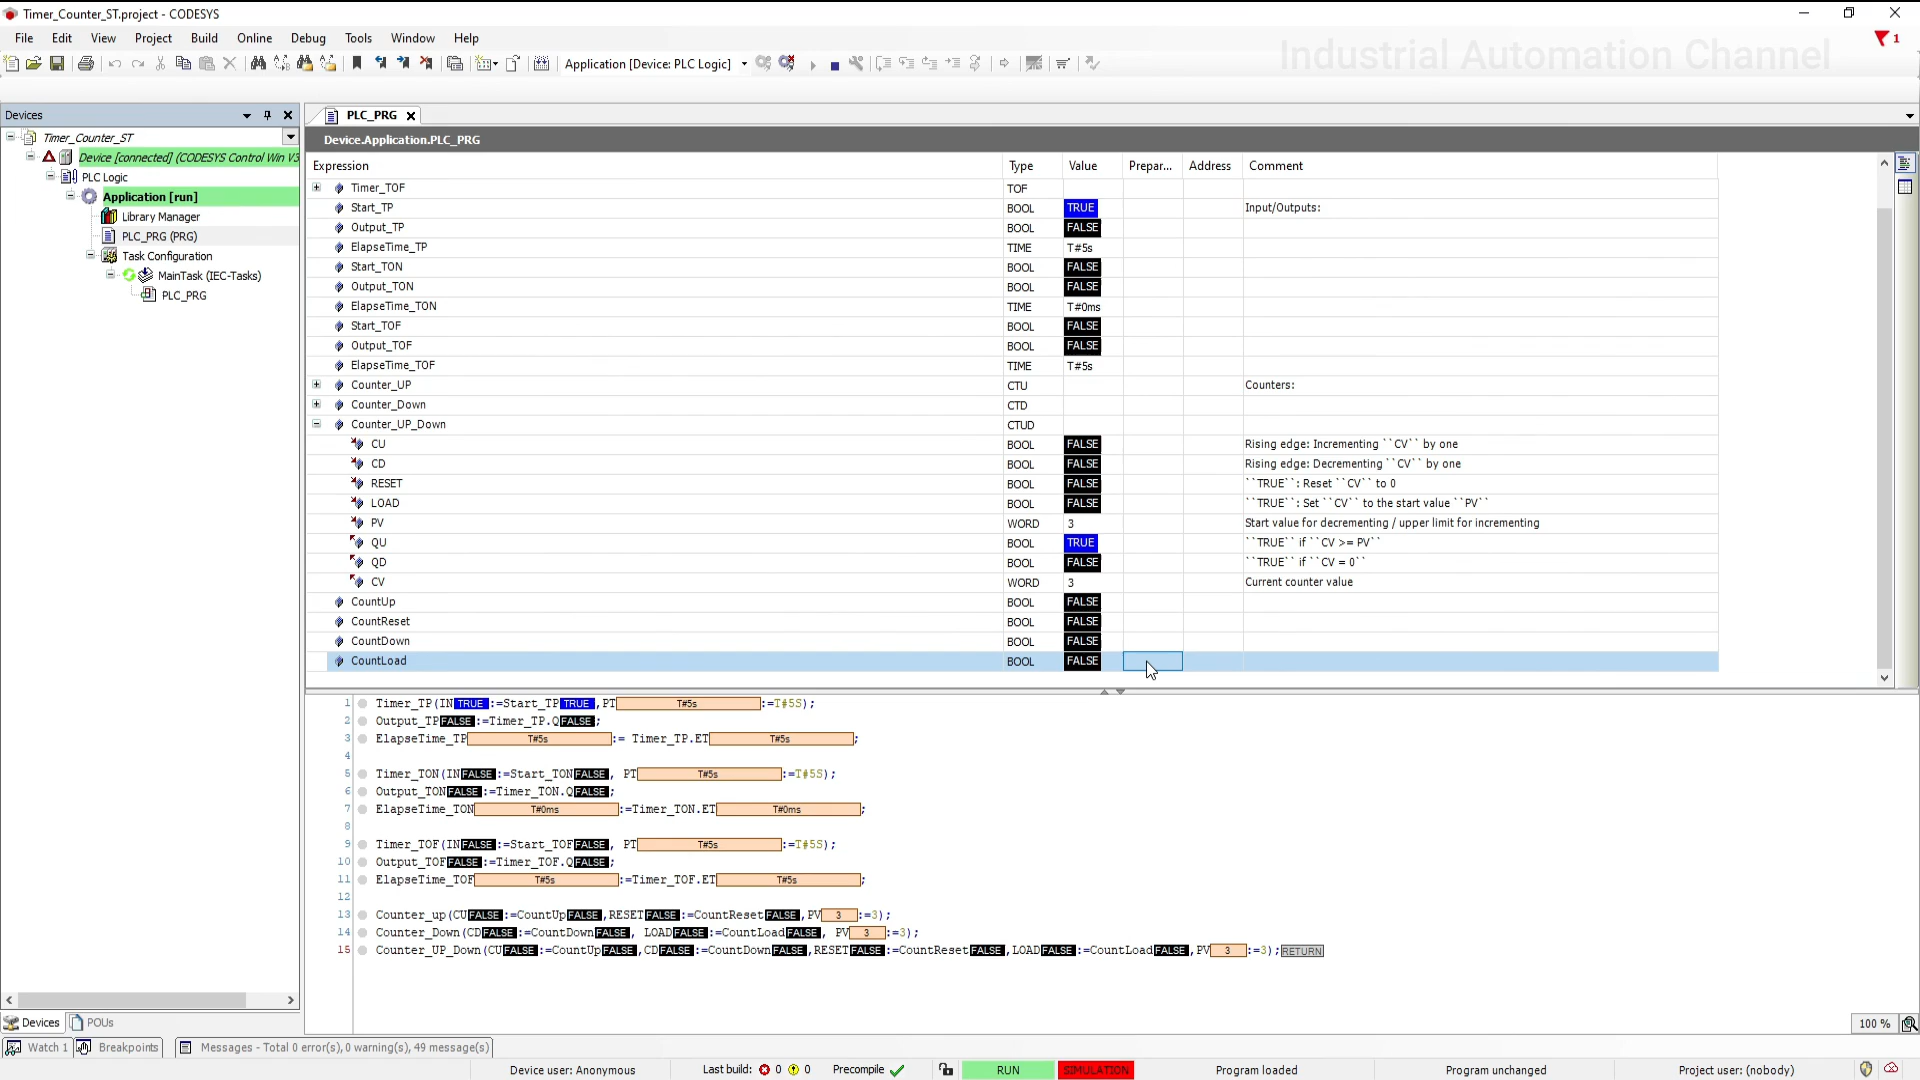 Timer_Counter_ST.project - CODESYS
File Edit View Project Build Online Debug Tools Window Help
1
Application [Device: PLC Logic]
Industrial Automation Channel
Devices
Timer_Counter_ST
Device [connected] (CODESYS Control Win V3
PLC Logic
Application [run]
Library Manager
PLC_PRG (PRG)
Task Configuration
MainTask (IEC-Tasks)
PLC_PRG
PLC_PRG
Device.Application.PLC_PRG
Expression Type Value Prepar... Address Comment
Timer_TOF TOF
Start_TP BOOL TRUE Input/Outputs:
Output_TP BOOL FALSE
ElapseTime_TP TIME T#5s
Start_TON BOOL FALSE
Output_TON BOOL FALSE
ElapseTime_TON TIME T#0ms
Start_TOF BOOL FALSE
Output_TOF BOOL FALSE
ElapseTime_TOF TIME T#5s
Counter_UP CTU Counters:
Counter_Down CTD
Counter_UP_Down CTUD
CU BOOL FALSE Rising edge: Incrementing ``CV`` by one
CD BOOL FALSE Rising edge: Decrementing ``CV`` by one
RESET BOOL FALSE ``TRUE``: Reset ``CV`` to 0
LOAD BOOL FALSE ``TRUE``: Set ``CV`` to the start value ``PV``
PV WORD 3 Start value for decrementing / upper limit for incrementing
QU BOOL TRUE ``TRUE`` if ``CV >= PV``
QD BOOL FALSE ``TRUE`` if ``CV = 0``
CV WORD 3 Current counter value
CountUp BOOL FALSE
CountReset BOOL FALSE
CountDown BOOL FALSE
CountLoad BOOL FALSE
1 Timer_TP(IN TRUE :=Start_TP TRUE ,PT T#5s :=T#5S);
2 Output_TP FALSE :=Timer_TP.Q FALSE ;
3 ElapseTime_TP T#5s := Timer_TP.ET T#5s ;
4
5 Timer_TON(IN FALSE :=Start_TON FALSE , PT T#5s :=T#5S);
6 Output_TON FALSE :=Timer_TON.Q FALSE ;
7 ElapseTime_TON T#0ms :=Timer_TON.ET T#0ms ;
8
9 Timer_TOF(IN FALSE :=Start_TOF FALSE , PT T#5s :=T#5S);
10 Output_TOF FALSE :=Timer_TOF.Q FALSE ;
11 ElapseTime_TOF T#5s :=Timer_TOF.ET T#5s ;
12
13 Counter_up(CU FALSE :=CountUp FALSE ,RESET FALSE :=CountReset FALSE ,PV 3 :=3);
14 Counter_Down(CD FALSE :=CountDown FALSE , LOAD FALSE :=CountLoad FALSE , PV 3 :=3);
15 Counter_UP_Down(CU FALSE :=CountUp FALSE ,CD FALSE :=CountDown FALSE ,RESET FALSE :=CountReset FALSE ,LOAD FALSE :=CountLoad FALSE ,PV 3 :=3); RETURN
100 %
Devices POUs
Watch 1 Breakpoints Messages - Total 0 error(s), 0 warning(s), 49 message(s)
Device user: Anonymous Last build: 0 0 Precompile RUN SIMULATION Program loaded Program unchanged Project user: (nobody)